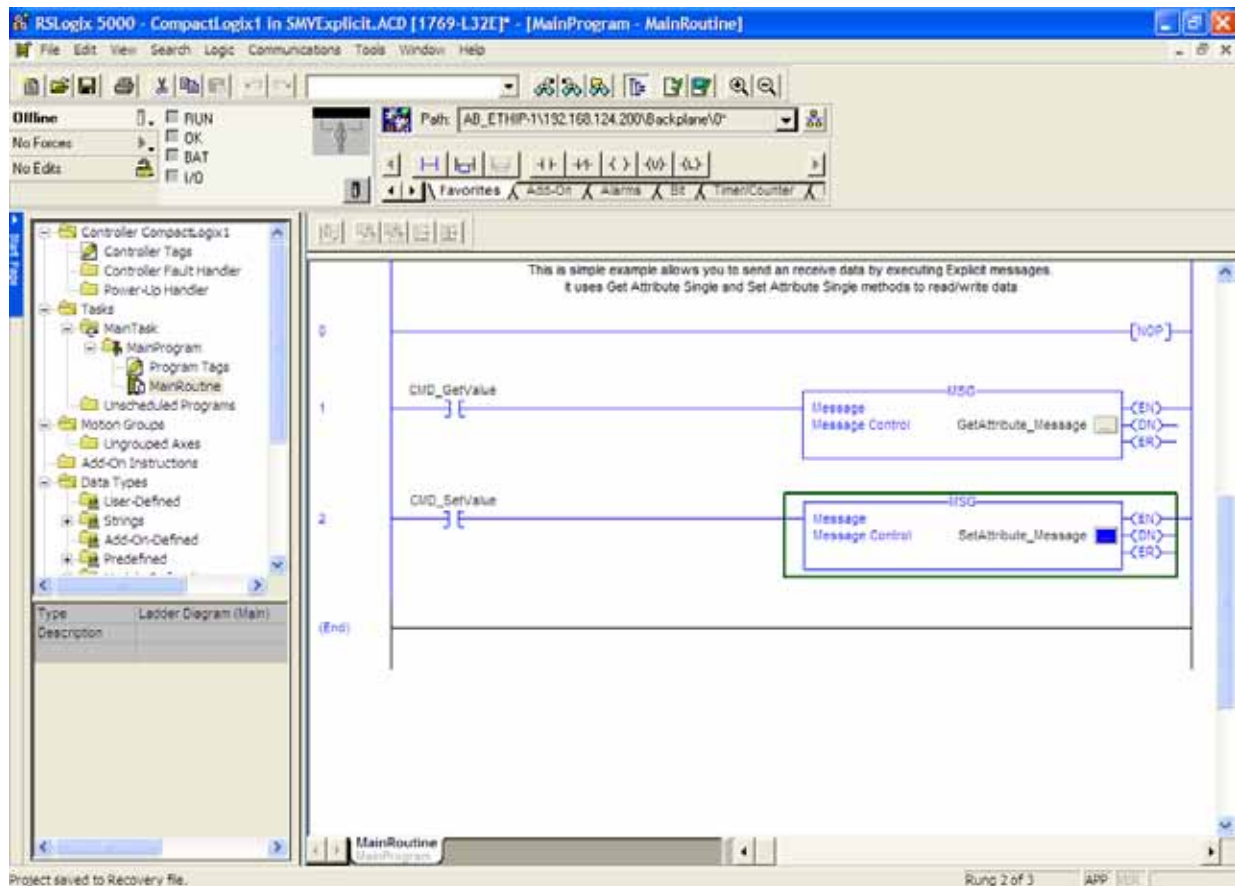 RSLogix 5000 - CompactLogix1 in SMVExplicit.ACD [1769-L32E]* - [MainProgram - MainRoutine]
File Edit View Search Logic Communications Tools Window Help
Offline
RUN
No Forces
OK
No Edits
BAT
I/O
Path: AB_ETHIP-1\192.168.124.200\Backplane\0*
Favorites Add-On Alarms Bit Timer/Counter
Start Page
Controller CompactLogix1
Controller Tags
Controller Fault Handler
Power-Up Handler
Tasks
MainTask
MainProgram
Program Tags
MainRoutine
Unscheduled Programs
Motion Groups
Ungrouped Axes
Add-On Instructions
Data Types
User-Defined
Strings
Add-On-Defined
Predefined
Type Ladder Diagram (Main)
Description
This is simple example allows you to send an receive data by executing Explicit messages.
It uses Get Attribute Single and Set Attribute Single methods to read/write data
0 NOP
CMD_GetValue
1
MSG
Message
Message Control GetAttribute_Message ...
EN
DN
ER
CMD_SetValue
2
MSG
Message
Message Control SetAttribute_Message
EN
DN
ER
(End)
MainRoutine
MainProgram
Project saved to Recovery file.
Rung 2 of 3 APP